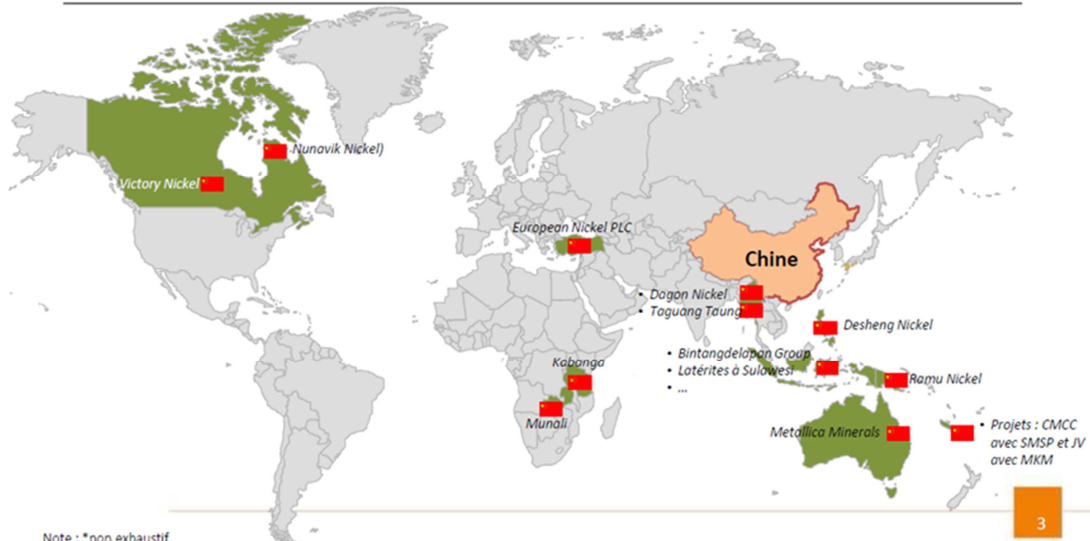 Nunavik Nickel)
Victory Nickel
European Nickel PLC
Chine
• Dagon Nickel
• Taguang Taung
Desheng Nickel
• Bintangdelapan Group
• Latérites à Sulawesi
• ...
Kabanga
Ramu Nickel
Munali
Metallica Minerals
• Projets : CMCC
avec SMSP et JV
avec MKM
3
Note : *non exhaustif